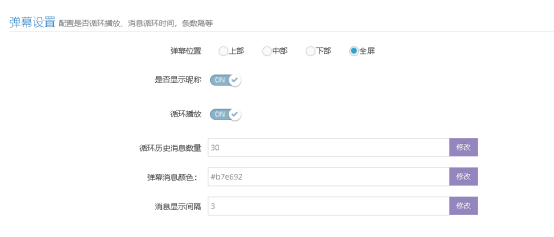 弹幕设置 配置是否循环播放、消息循环时间，条数隔等
弹幕位置 上部 中部 下部 全屏
是否显示昵称 ON
循环播放 ON
循环历史消息数量 30 修改
弹幕消息颜色： #b7e692 修改
消息显示间隔 3 修改